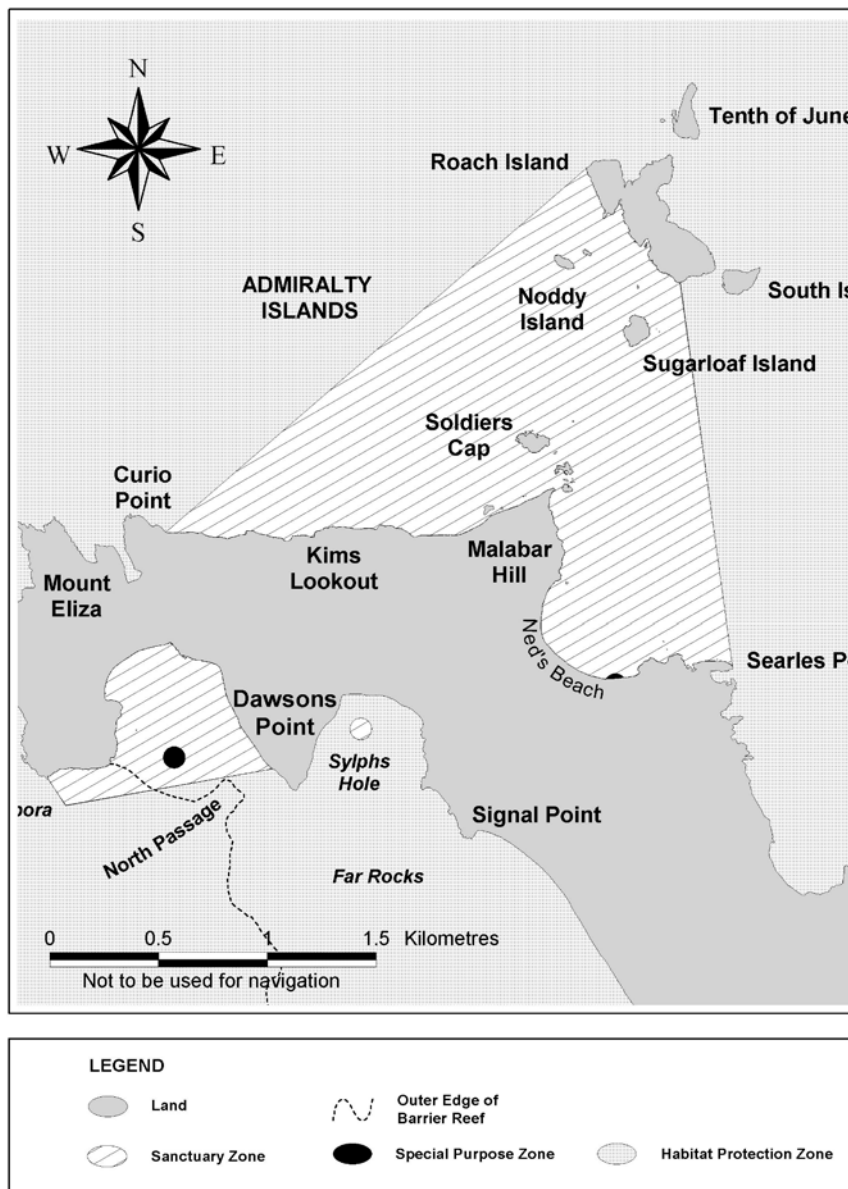 N
W E
S
Tenth of June
Roach Island
ADMIRALTY
ISLANDS
Noddy
Island
South Is
Sugarloaf Island
Soldiers
Cap
Curio
Point
Kims
Lookout
Malabar
Hill
Mount
Eliza
Ned's Beach
Searles Po
Dawsons
Point
Sylphs
Hole
bora
North Passage
Signal Point
Far Rocks
0 0.5 1 1.5 Kilometres
Not to be used for navigation
LEGEND
Land
Outer Edge of
Barrier Reef
Sanctuary Zone
Special Purpose Zone
Habitat Protection Zone